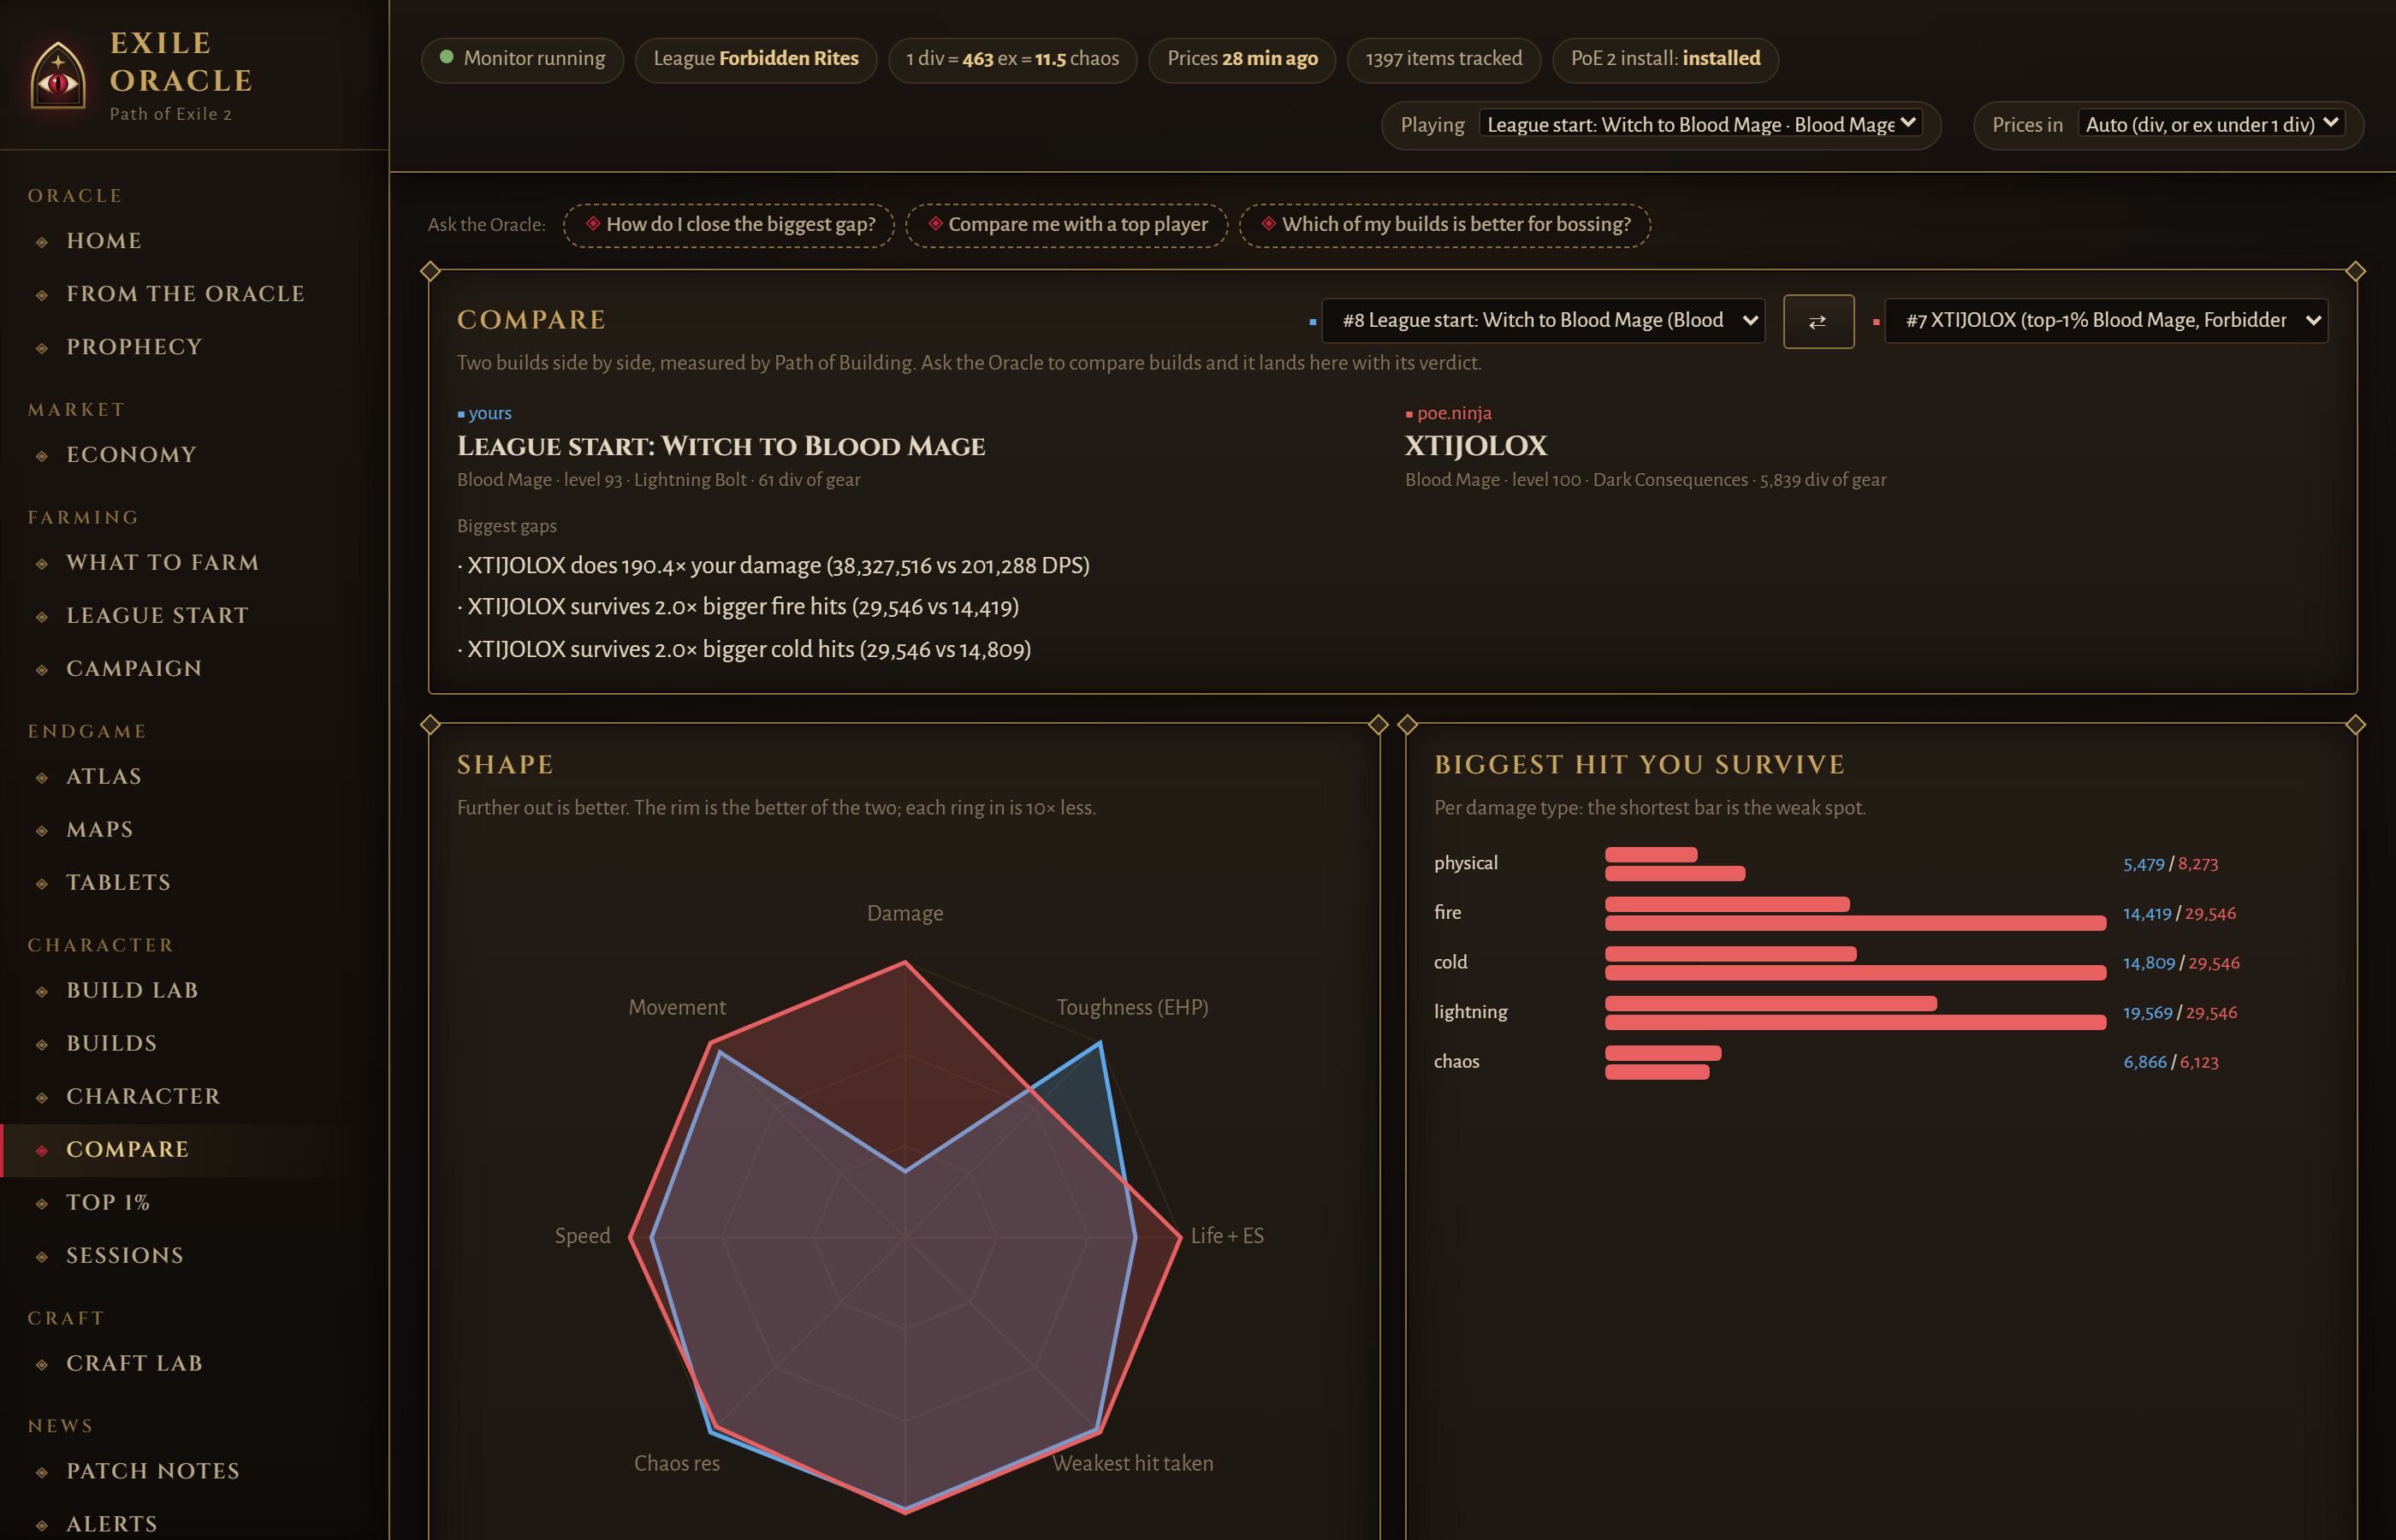 EXILE
ORACLE
Path of Exile 2
ORACLE
HOME
FROM THE ORACLE
PROPHECY
MARKET
ECONOMY
FARMING
WHAT TO FARM
LEAGUE START
CAMPAIGN
ENDGAME
ATLAS
MAPS
TABLETS
CHARACTER
BUILD LAB
BUILDS
CHARACTER
COMPARE
TOP 1%
SESSIONS
CRAFT
CRAFT LAB
NEWS
PATCH NOTES
ALERTS
Monitor running
League Forbidden Rites
1 div = 463 ex = 11.5 chaos
Prices 28 min ago
1397 items tracked
PoE 2 install: installed
Playing League start: Witch to Blood Mage · Blood Mage
Prices in Auto (div, or ex under 1 div)
Ask the Oracle:
How do I close the biggest gap?
Compare me with a top player
Which of my builds is better for bossing?
COMPARE
#8 League start: Witch to Blood Mage (Blood
⇄
#7 XTIJOLOX (top-1% Blood Mage, Forbidden
Two builds side by side, measured by Path of Building. Ask the Oracle to compare builds and it lands here with its verdict.
yours
LEAGUE START: WITCH TO BLOOD MAGE
Blood Mage · level 93 · Lightning Bolt · 61 div of gear
poe.ninja
XTIJOLOX
Blood Mage · level 100 · Dark Consequences · 5,839 div of gear
Biggest gaps
· XTIJOLOX does 190.4× your damage (38,327,516 vs 201,288 DPS)
· XTIJOLOX survives 2.0× bigger fire hits (29,546 vs 14,419)
· XTIJOLOX survives 2.0× bigger cold hits (29,546 vs 14,809)
SHAPE
Further out is better. The rim is the better of the two; each ring in is 10× less.
Damage
Movement
Toughness (EHP)
Speed
Life + ES
Chaos res
Weakest hit taken
BIGGEST HIT YOU SURVIVE
Per damage type: the shortest bar is the weak spot.
physical 5,479 / 8,273
fire 14,419 / 29,546
cold 14,809 / 29,546
lightning 19,569 / 29,546
chaos 6,866 / 6,123